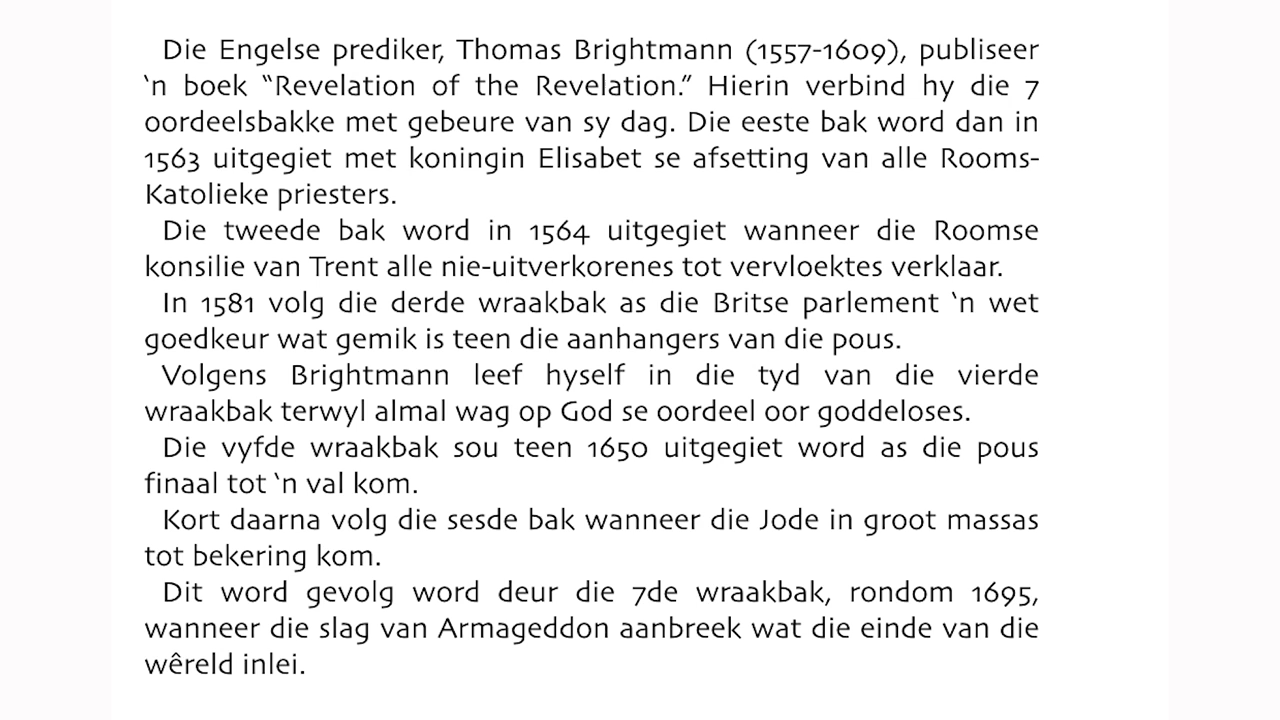 Die Engelse prediker, Thomas Brightmann (1557-1609), publiseer
‘n boek “Revelation of the Revelation.” Hierin verbind hy die 7
oordeelsbakke met gebeure van sy dag. Die eeste bak word dan in
1563 uitgegiet met koningin Elisabet se afsetting van alle Rooms-
Katolieke priesters.
Die tweede bak word in 1564 uitgegiet wanneer die Roomse
konsilie van Trent alle nie-uitverkorenes tot vervloektes verklaar.
In 1581 volg die derde wraakbak as die Britse parlement ‘n wet
goedkeur wat gemik is teen die aanhangers van die pous.
Volgens Brightmann leef hyself in die tyd van die vierde
wraakbak terwyl almal wag op God se oordeel oor goddeloses.
Die vyfde wraakbak sou teen 1650 uitgegiet word as die pous
finaal tot ‘n val kom.
Kort daarna volg die sesde bak wanneer die Jode in groot massas
tot bekering kom.
Dit word gevolg word deur die 7de wraakbak, rondom 1695,
wanneer die slag van Armageddon aanbreek wat die einde van die
wêreld inlei.